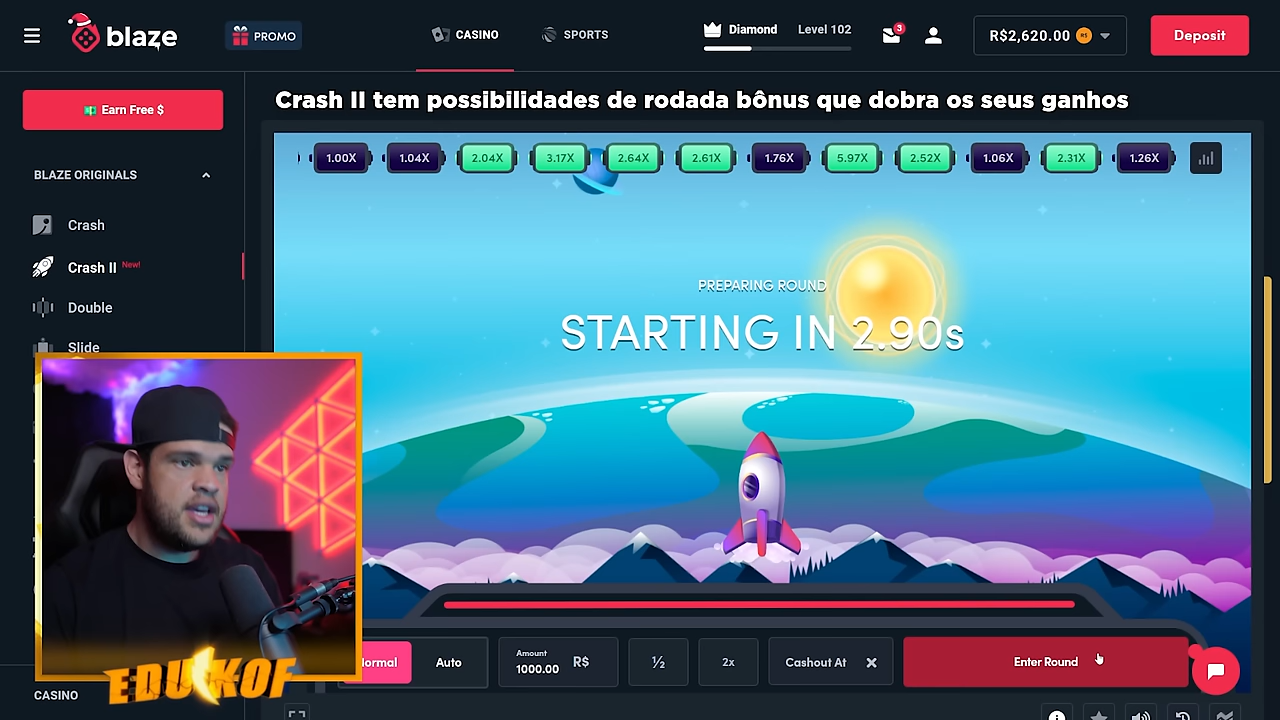 blaze
PROMO
CASINO
SPORTS
Diamond
Level 102
3
R$2,620.00 R$
Deposit
Earn Free $
Crash II tem possibilidades de rodada bônus que dobra os seus ganhos
BLAZE ORIGINALS
Crash
Crash II New!
Double
Slide
1.00X
1.04X
2.04X
3.17X
2.64X
2.61X
1.76X
5.97X
2.52X
1.06X
2.31X
1.26X
PREPARING ROUND
STARTING IN 2.90s
Normal
Auto
Amount
1000.00
R$
½
2x
Cashout At
Enter Round
EDUKOF
CASINO